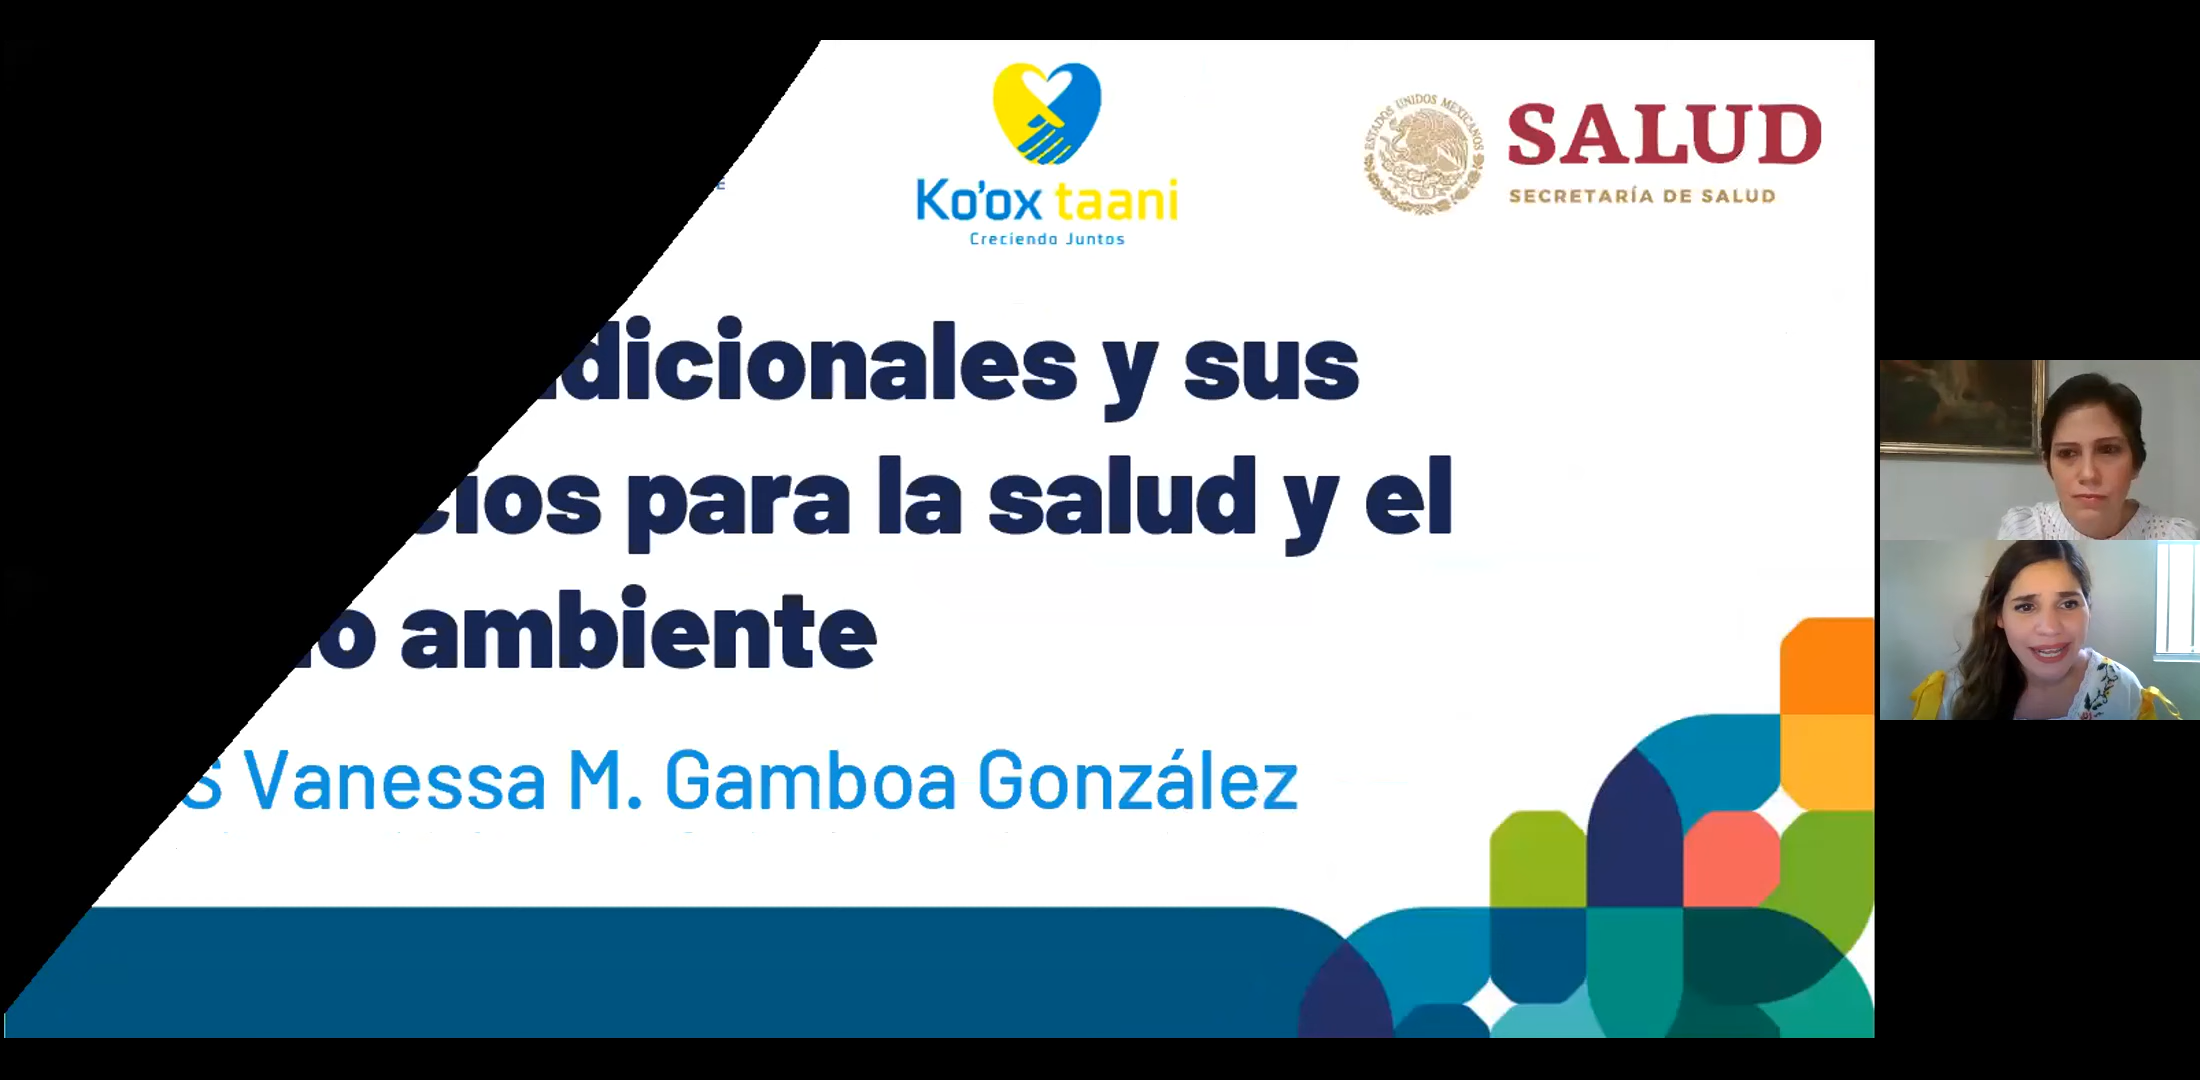 Ko'ox taani
Creciendo Juntos
ESTADOS UNIDOS MEXICANOS
SALUD
SECRETARÍA DE SALUD
dicionales y sus
íos para la salud y el
o ambiente
S Vanessa M. Gamboa González